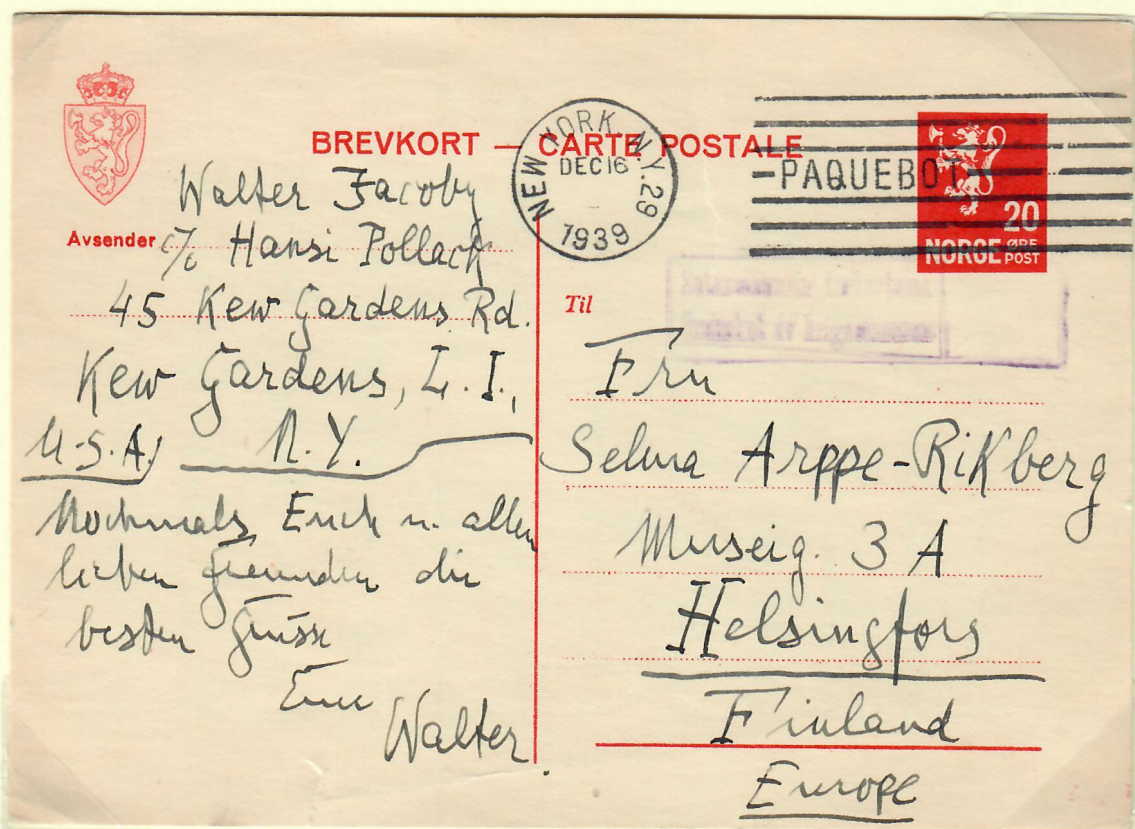 BREVKORT — CARTE POSTALE
NEW YORK N.Y. 29
DEC 16
1939
PAQUEBOT
20
NORGE ØRE POST
Avsender
Walter Jacoby
c/o Hansi Pollack
45 Kew Gardens Rd.
Kew Gardens, L. I.,
U.S.A. N. Y.
Nochmals Euch u. allen
lieben Freunden die
besten Grüsse
Euer
Walter.
Til
Fru
Selma Arppe-Rikberg
Museig. 3 A
Helsingfors
Finland
Europe